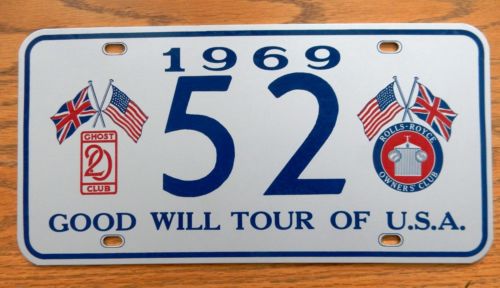 1969
52
GHOST
20
CLUB
ROLLS-ROYCE
OWNERS' CLUB
GOOD WILL TOUR OF U.S.A.